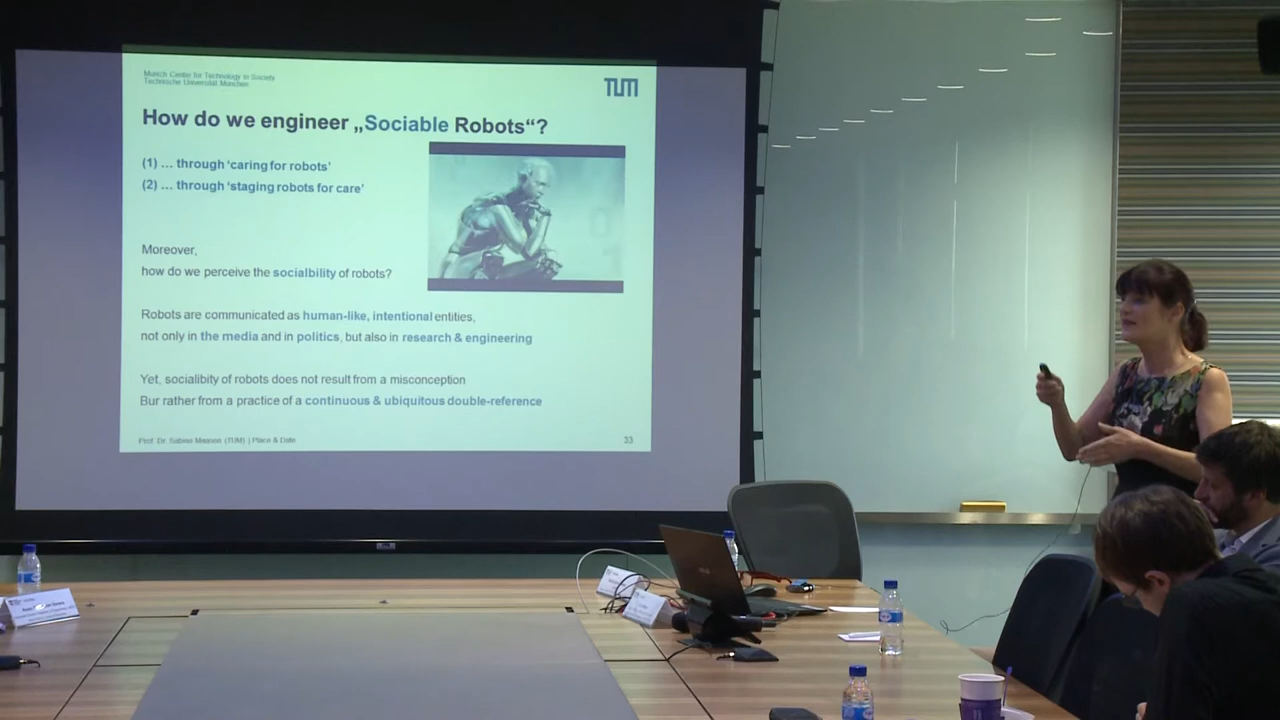 Munich Center for Technology in Society
Technische Universität München
TUM
How do we engineer „Sociable Robots“?
(1) ... through ‘caring for robots’
(2) ... through ‘staging robots for care’
Moreover,
how do we perceive the socialbility of robots?
Robots are communicated as human-like, intentional entities,
not only in the media and in politics, but also in research & engineering
Yet, socialibity of robots does not result from a misconception
Bur rather from a practice of a continuous & ubiquitous double-reference
Prof. Dr. Sabine Maasen (TUM) | Place & Date
33